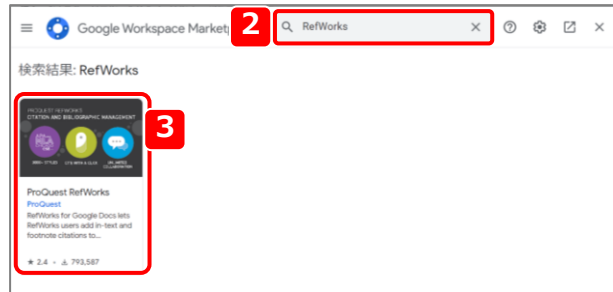 Google Workspace Market
2
RefWorks
検索結果: RefWorks
3
PROQUEST REFWORKS
CITATION AND BIBLIOGRAPHIC MANAGEMENT
ProQuest RefWorks
ProQuest
RefWorks for Google Docs lets
RefWorks users add in-text and
footnote citations to...
2.4
793,587